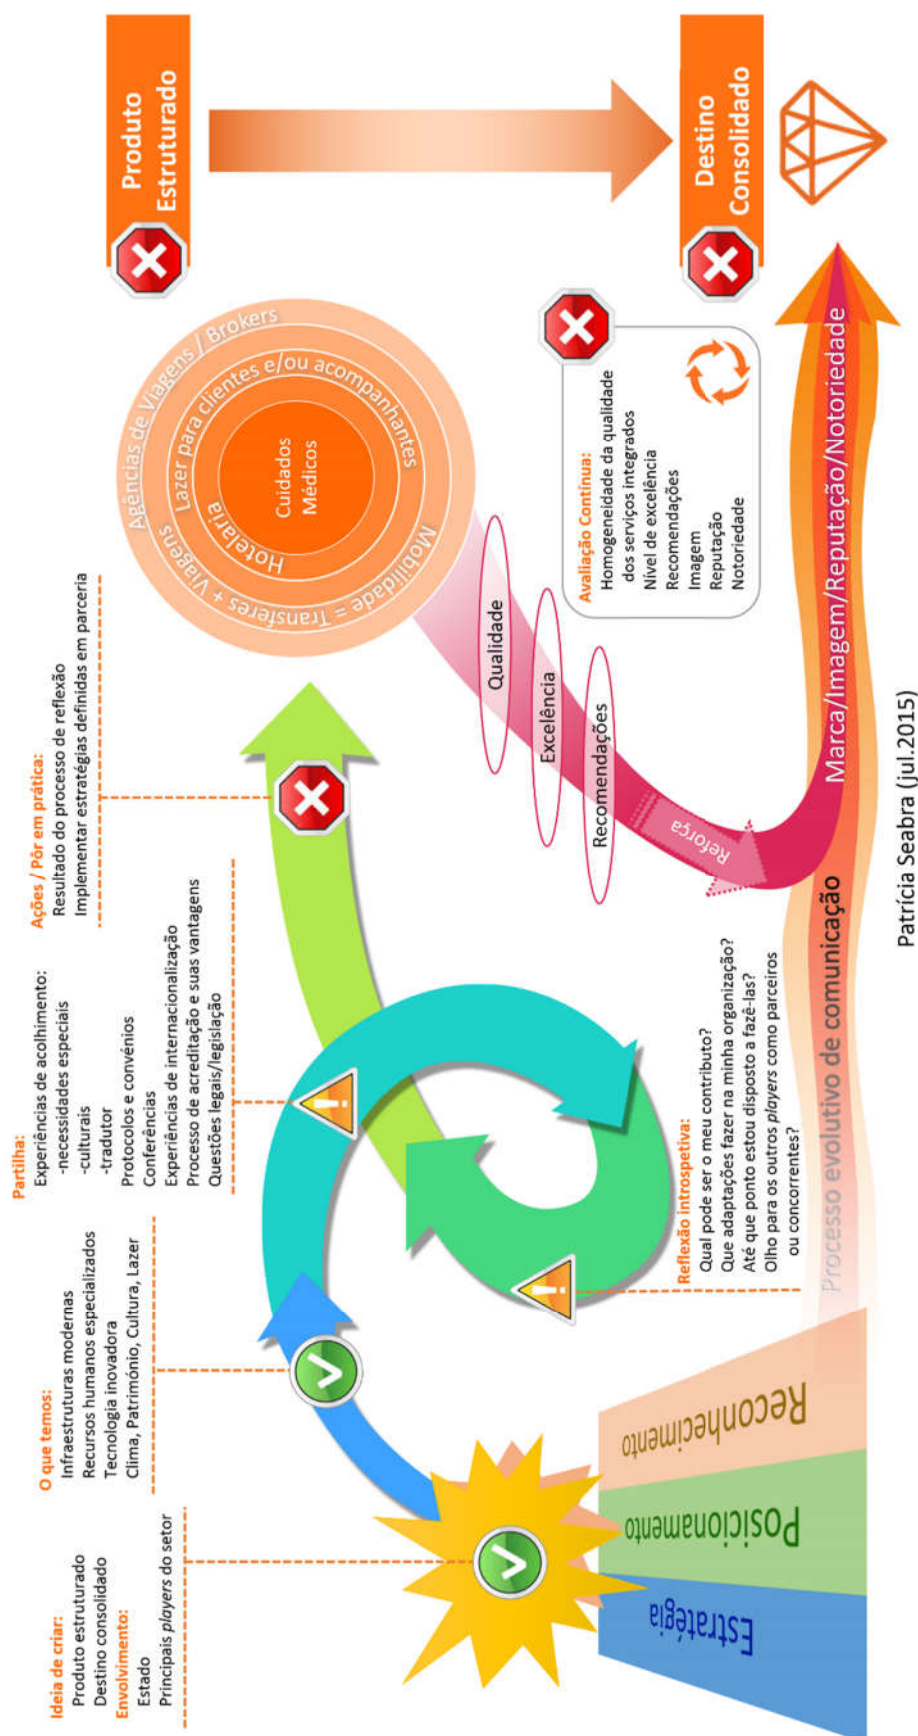 Ideia de criar:
Produto estruturado
Destino consolidado
Envolvimento:
Estado
Principais players do setor
O que temos:
Infraestruturas modernas
Recursos humanos especializados
Tecnologia inovadora
Clima, Património, Cultura, Lazer
Partilha:
Experiências de acolhimento:
-necessidades especiais
-culturais
-tradutor
Protocolos e convénios
Conferências
Experiências de internacionalização
Processo de acreditação e suas vantagens
Questões legais/legislação
Ações / Pôr em prática:
Resultado do processo de reflexão
Implementar estratégias definidas em parceria
Agências de Viagens / Brokers
Mobilidade = Transferes + Viagens
Lazer para clientes e/ou acompanhantes
Hotelaria
Cuidados
Médicos
Produto
Estruturado
Destino
Consolidado
Qualidade
Excelência
Recomendações
Reforça
Avaliação Contínua:
Homogeneidade da qualidade
dos serviços integrados
Nível de excelência
Recomendações
Imagem
Reputação
Notoriedade
Reflexão introspetiva:
Qual pode ser o meu contributo?
Que adaptações fazer na minha organização?
Até que ponto estou disposto a fazê-las?
Olho para os outros players como parceiros
ou concorrentes?
Estratégia
Posicionamento
Reconhecimento
Processo evolutivo de comunicação
Marca/Imagem/Reputação/Notoriedade
Patrícia Seabra (jul.2015)